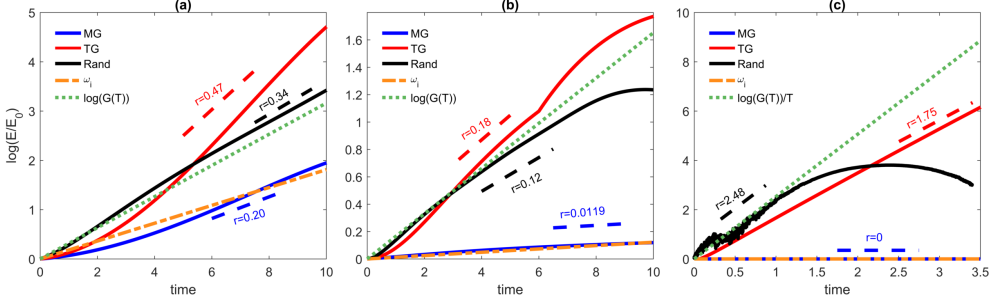 (a)
log(E/E0)
5
4
3
2
1
0
MG
TG
Rand
ωi
log(G(T))
r=0.47
r=0.34
r=0.20
0 2 4 6 8 10
time
(b)
1.6
1.4
1.2
1
0.8
0.6
0.4
0.2
0
MG
TG
Rand
ωi
log(G(T))
r=0.18
r=0.12
r=0.0119
0 2 4 6 8 10
time
(c)
10
8
6
4
2
0
MG
TG
Rand
ωi
log(G(T))/T
r=1.75
r=2.48
r=0
0 0.5 1 1.5 2 2.5 3 3.5
time